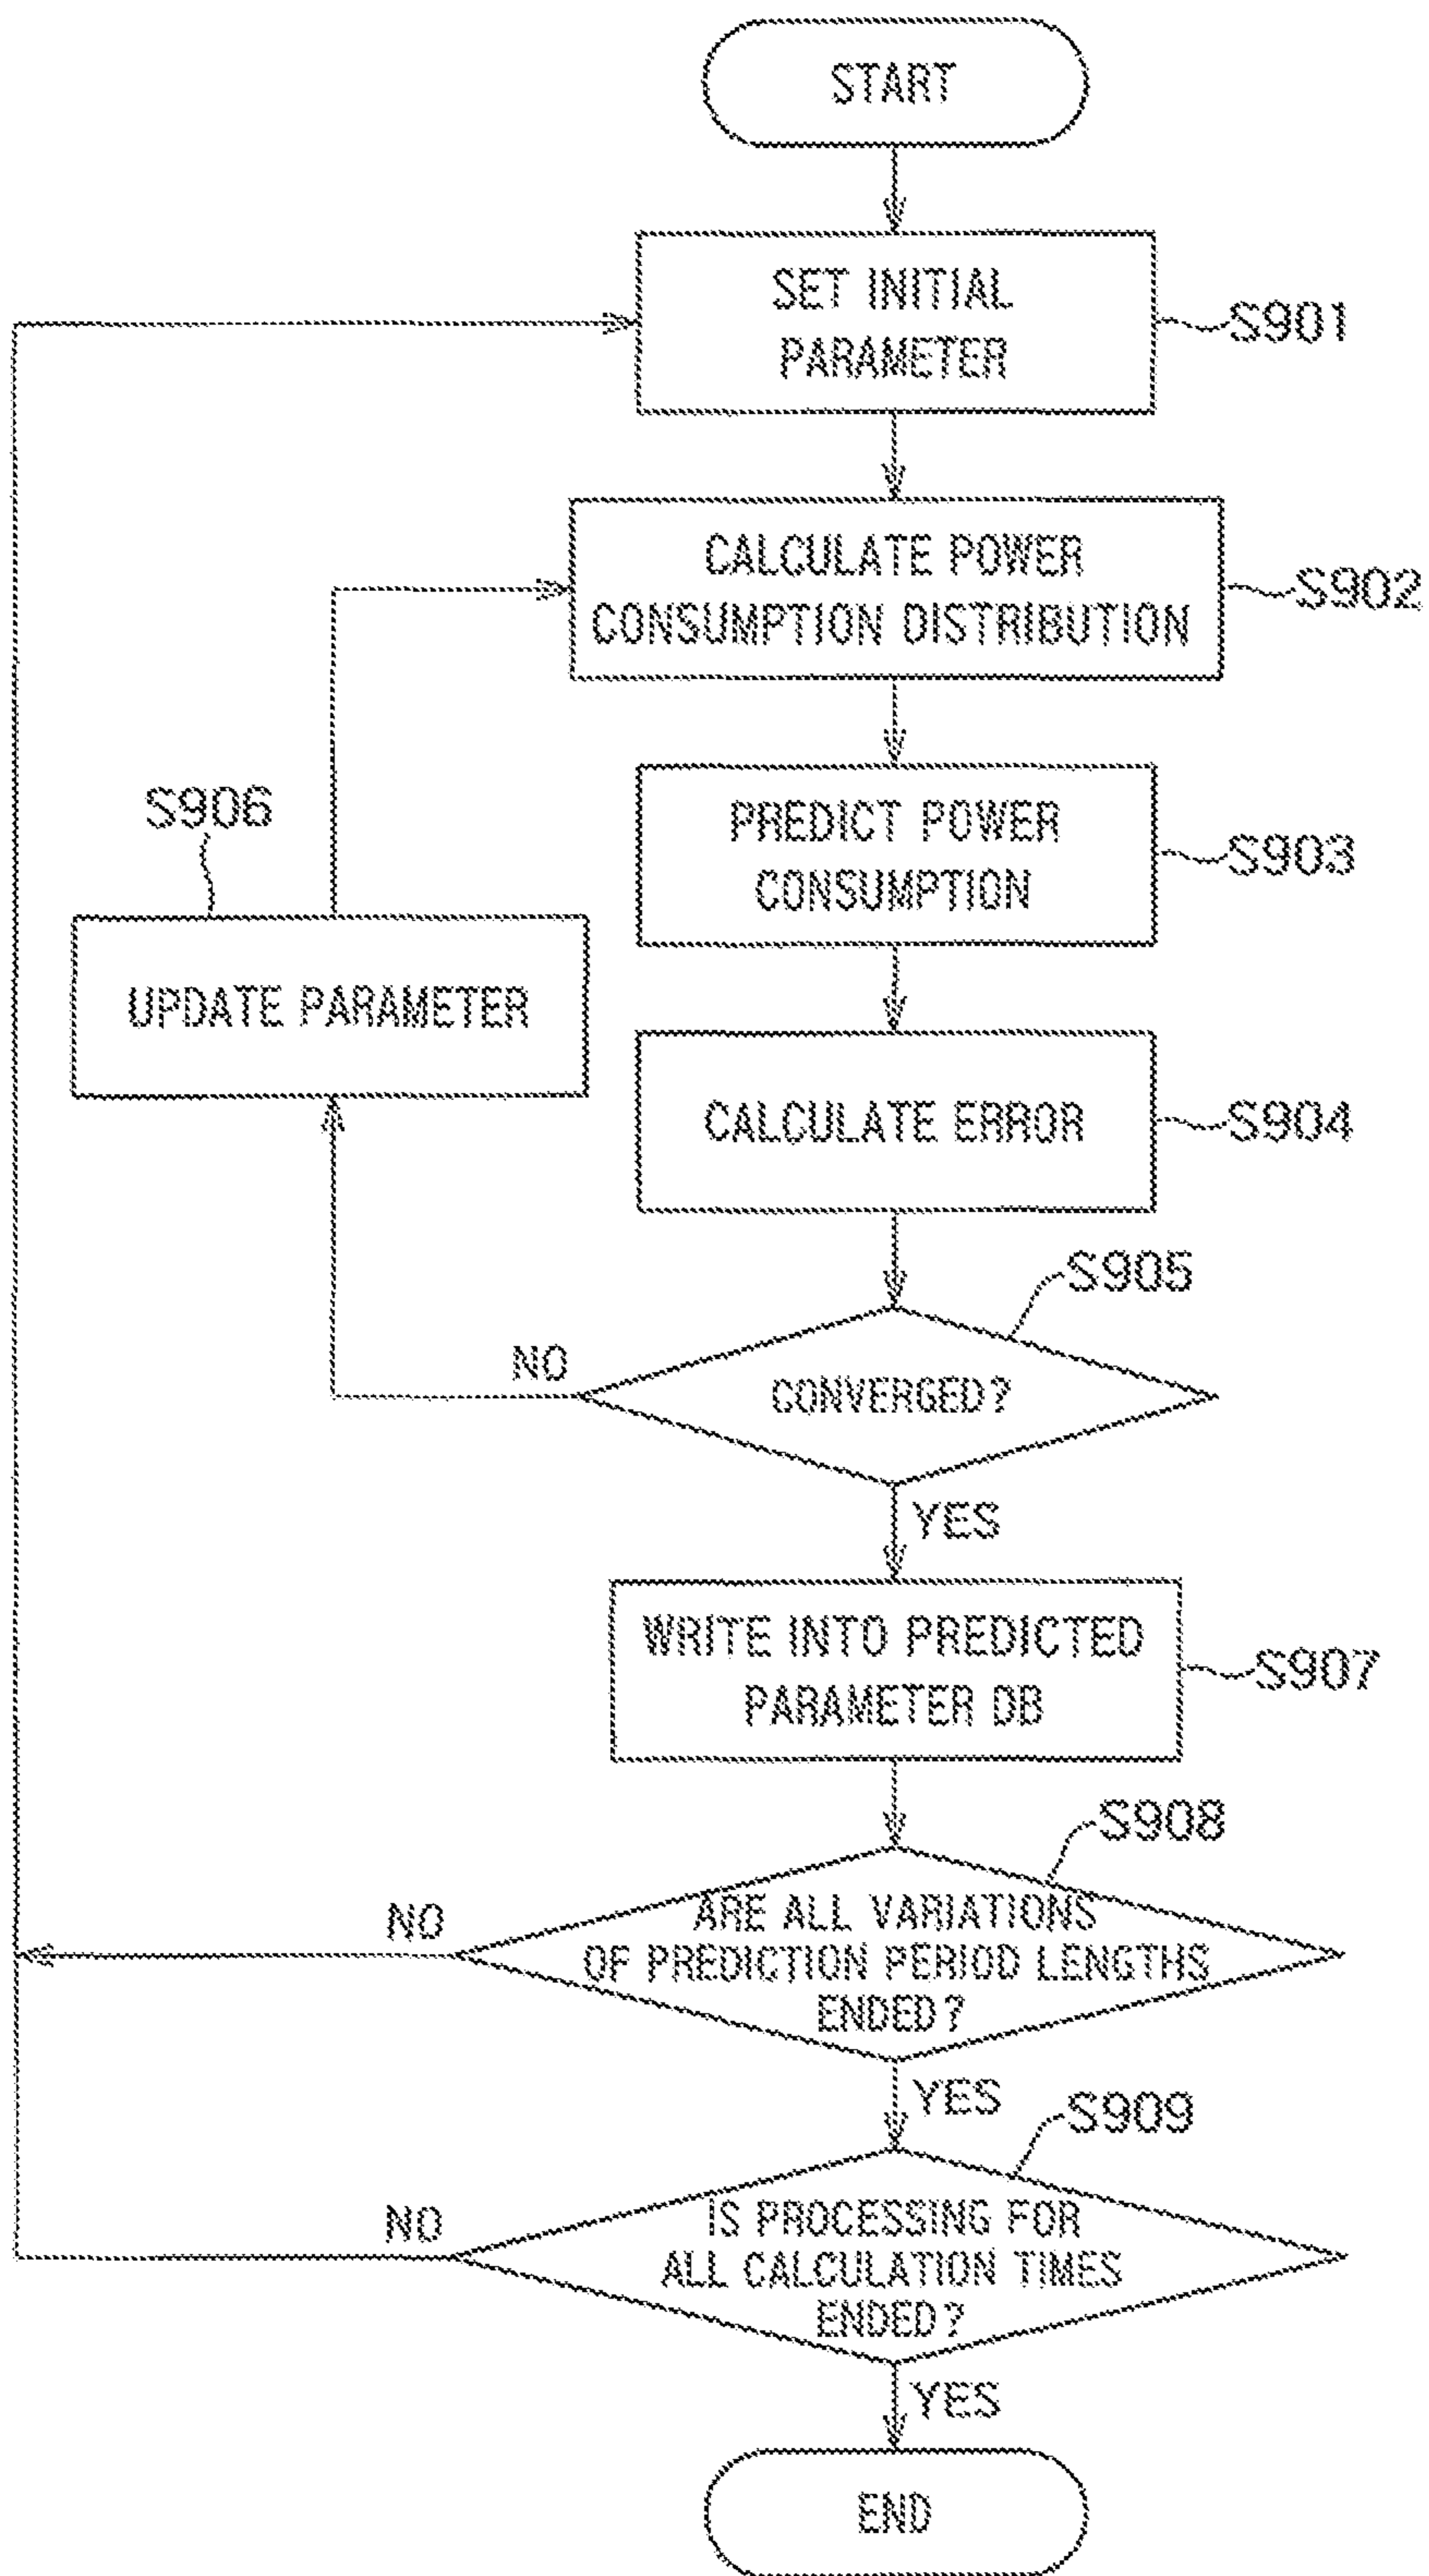 START
SET INITIAL
PARAMETER
S901
CALCULATE POWER
CONSUMPTION DISTRIBUTION
S902
PREDICT POWER
CONSUMPTION
S903
S906
UPDATE PARAMETER
CALCULATE ERROR
S904
S905
NO
CONVERGED?
YES
WRITE INTO PREDICTED
PARAMETER DB
S907
S908
NO
ARE ALL VARIATIONS
OF PREDICTION PERIOD LENGTHS
ENDED?
YES
S909
NO
IS PROCESSING FOR
ALL CALCULATION TIMES
ENDED?
YES
END